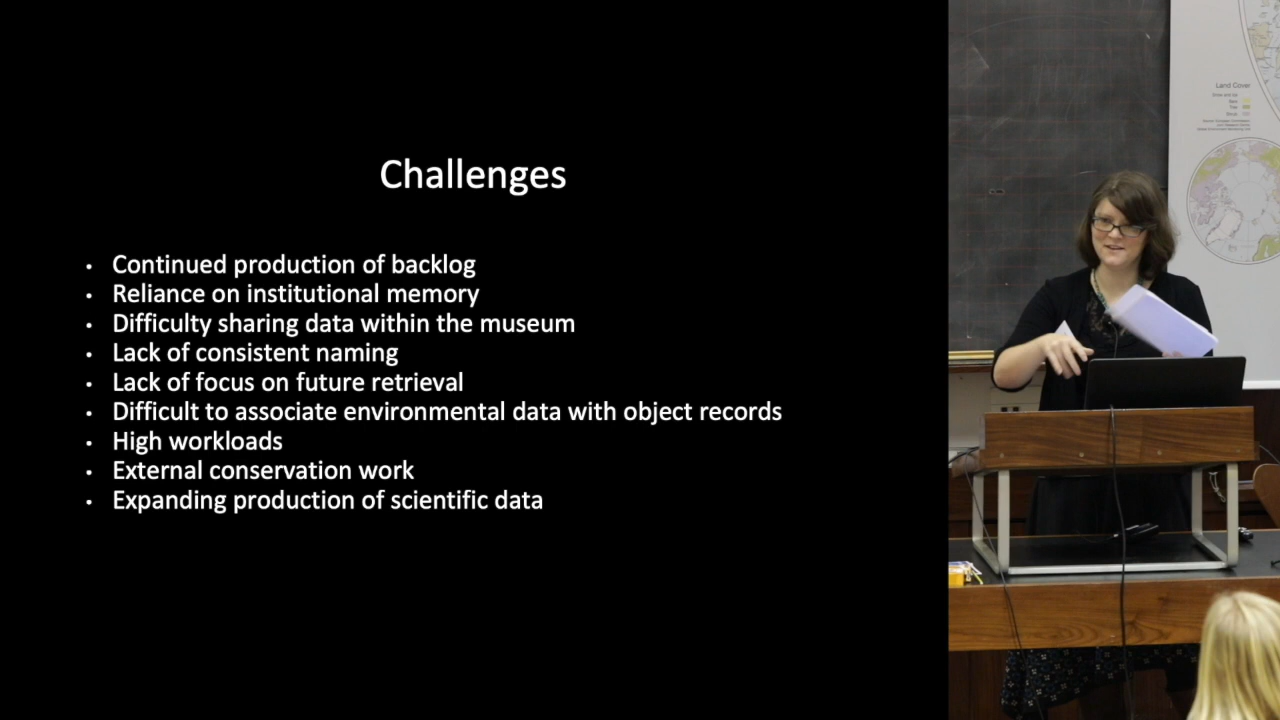 Challenges
• Continued production of backlog
• Reliance on institutional memory
• Difficulty sharing data within the museum
• Lack of consistent naming
• Lack of focus on future retrieval
• Difficult to associate environmental data with object records
• High workloads
• External conservation work
• Expanding production of scientific data
Land Cover